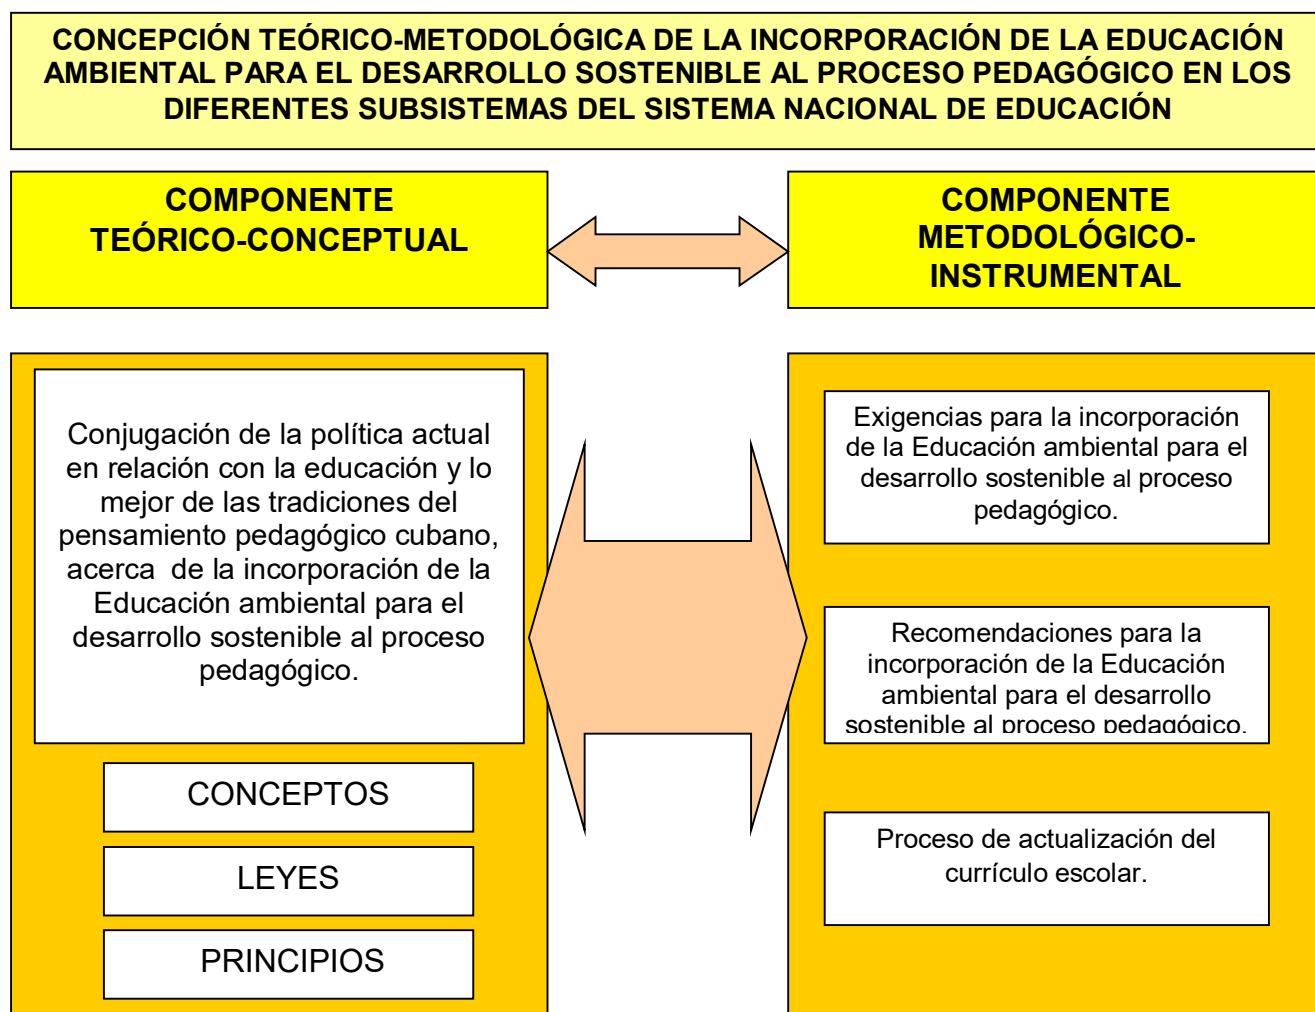 CONCEPCIÓN TEÓRICO-METODOLÓGICA DE LA INCORPORACIÓN DE LA EDUCACIÓN
AMBIENTAL PARA EL DESARROLLO SOSTENIBLE AL PROCESO PEDAGÓGICO EN LOS
DIFERENTES SUBSISTEMAS DEL SISTEMA NACIONAL DE EDUCACIÓN
COMPONENTE
TEÓRICO-CONCEPTUAL
COMPONENTE
METODOLÓGICO-
INSTRUMENTAL
Conjugación de la política actual
en relación con la educación y lo
mejor de las tradiciones del
pensamiento pedagógico cubano,
acerca  de la incorporación de la
Educación ambiental para el
desarrollo sostenible al proceso
pedagógico.
CONCEPTOS
LEYES
PRINCIPIOS
Exigencias para la incorporación
de la Educación ambiental para el
desarrollo sostenible al proceso
pedagógico.
Recomendaciones para la
incorporación de la Educación
ambiental para el desarrollo
sostenible al proceso pedagógico.
Proceso de actualización del
currículo escolar.